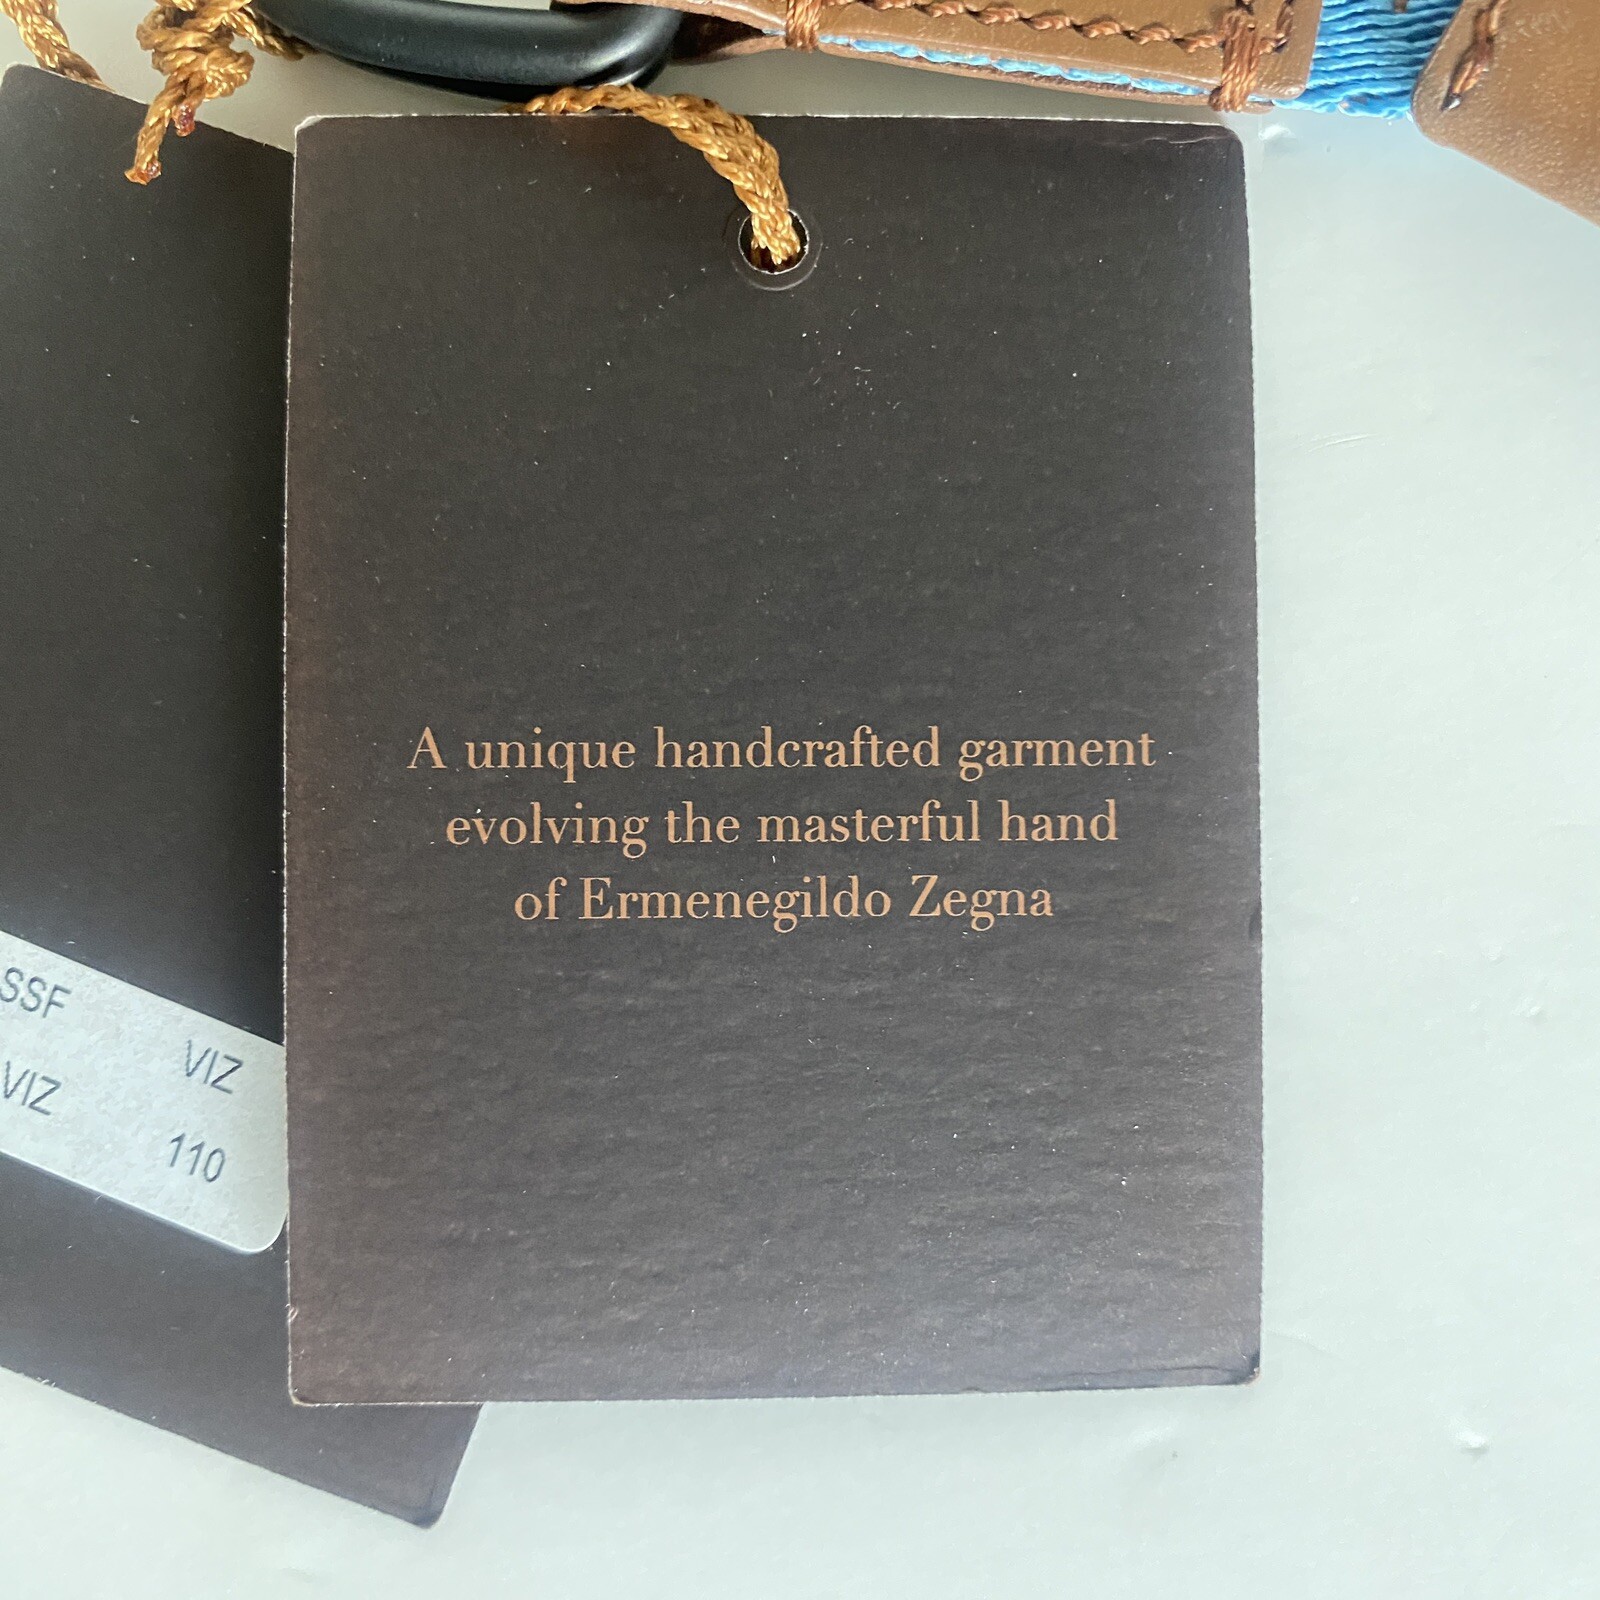 A unique handcrafted garment
evolving the masterful hand
of Ermenegildo Zegna
SSF VIZ
VIZ 110